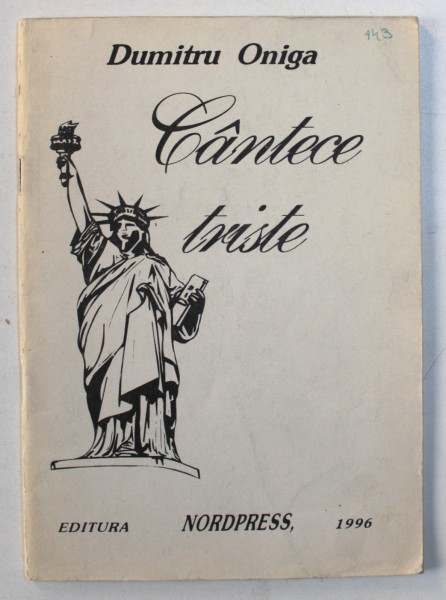 143
Dumitru Oniga
Cântece
triste
EDITURA NORDPRESS, 1996